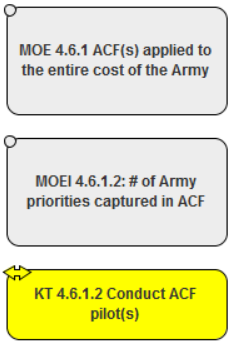 MOE 4.6.1 ACF(s) applied to
the entire cost of the Army
MOEI 4.6.1.2: # of Army
priorities captured in ACF
KT 4.6.1.2 Conduct ACF
pilot(s)